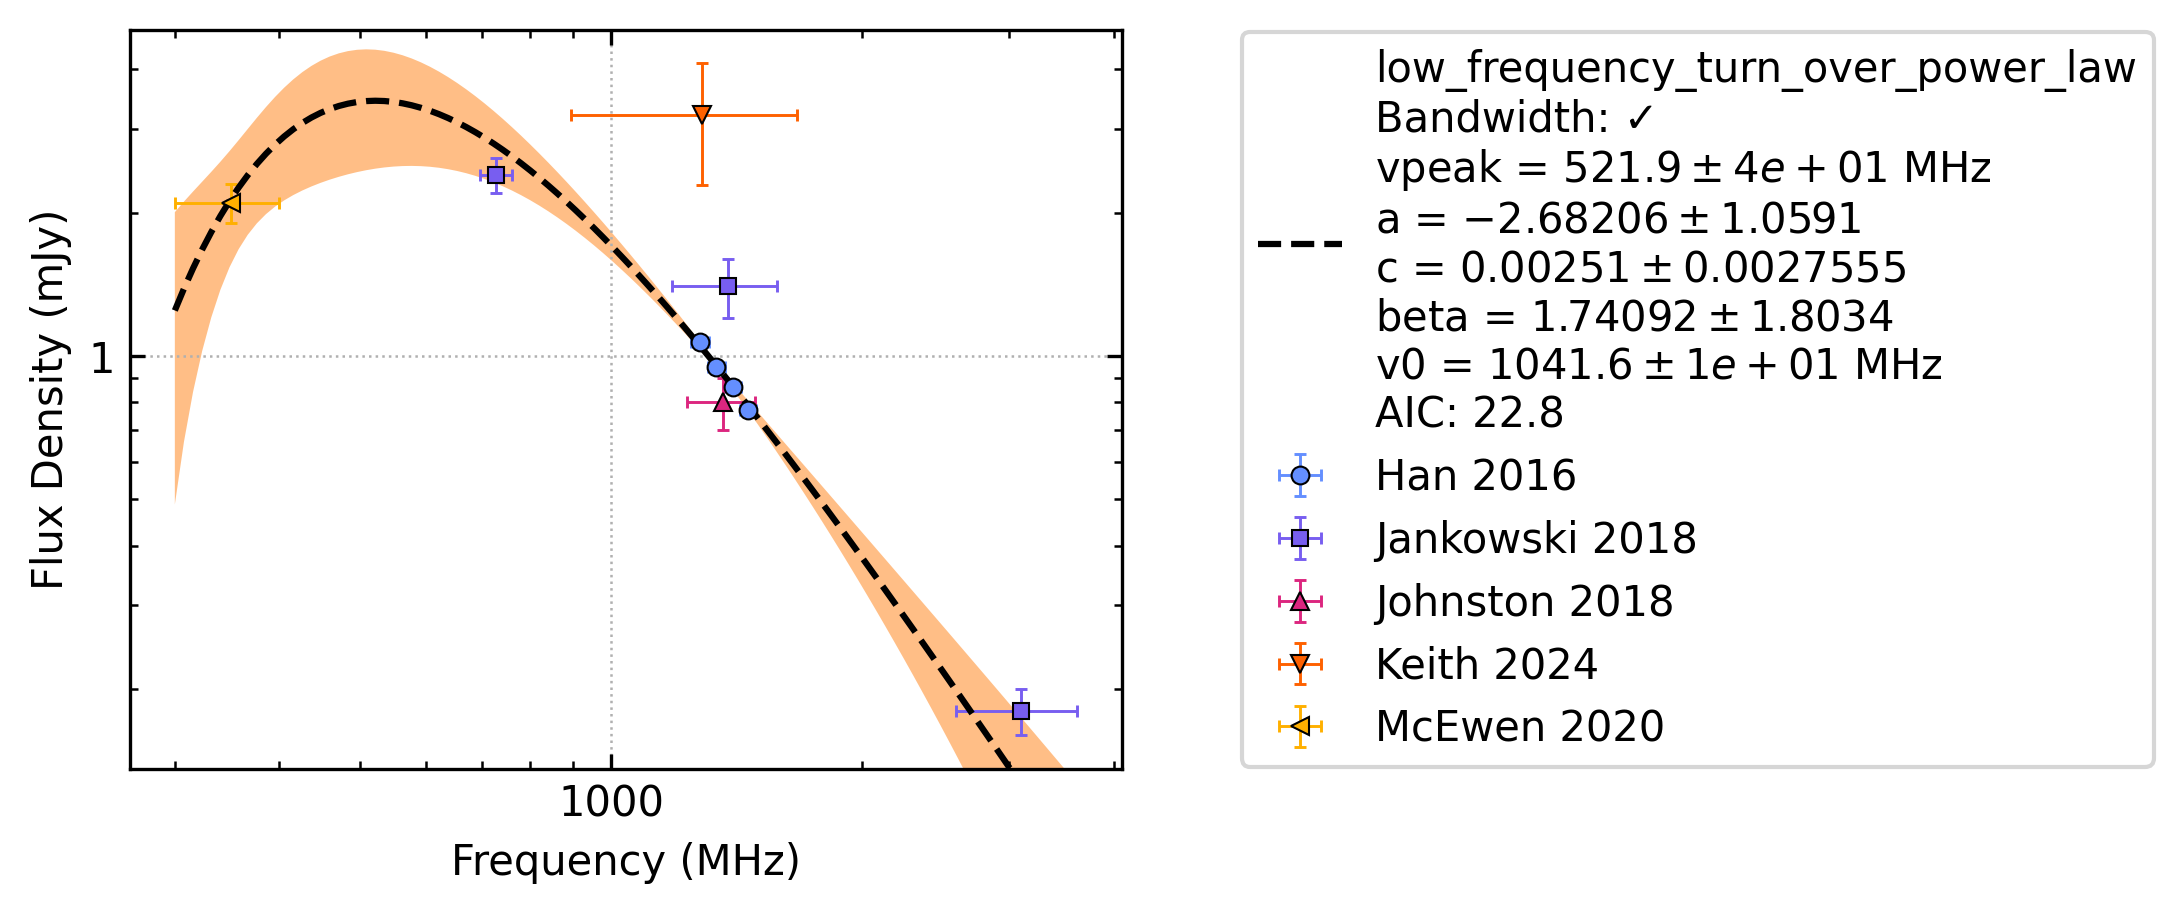 Flux Density (mJy)
1
1000
Frequency (MHz)
low_frequency_turn_over_power_law
Bandwidth: ✓
vpeak = 521.9 ± 4e + 01 MHz
a = −2.68206 ± 1.0591
c = 0.00251 ± 0.0027555
beta = 1.74092 ± 1.8034
v0 = 1041.6 ± 1e + 01 MHz
AIC: 22.8
Han 2016
Jankowski 2018
Johnston 2018
Keith 2024
McEwen 2020